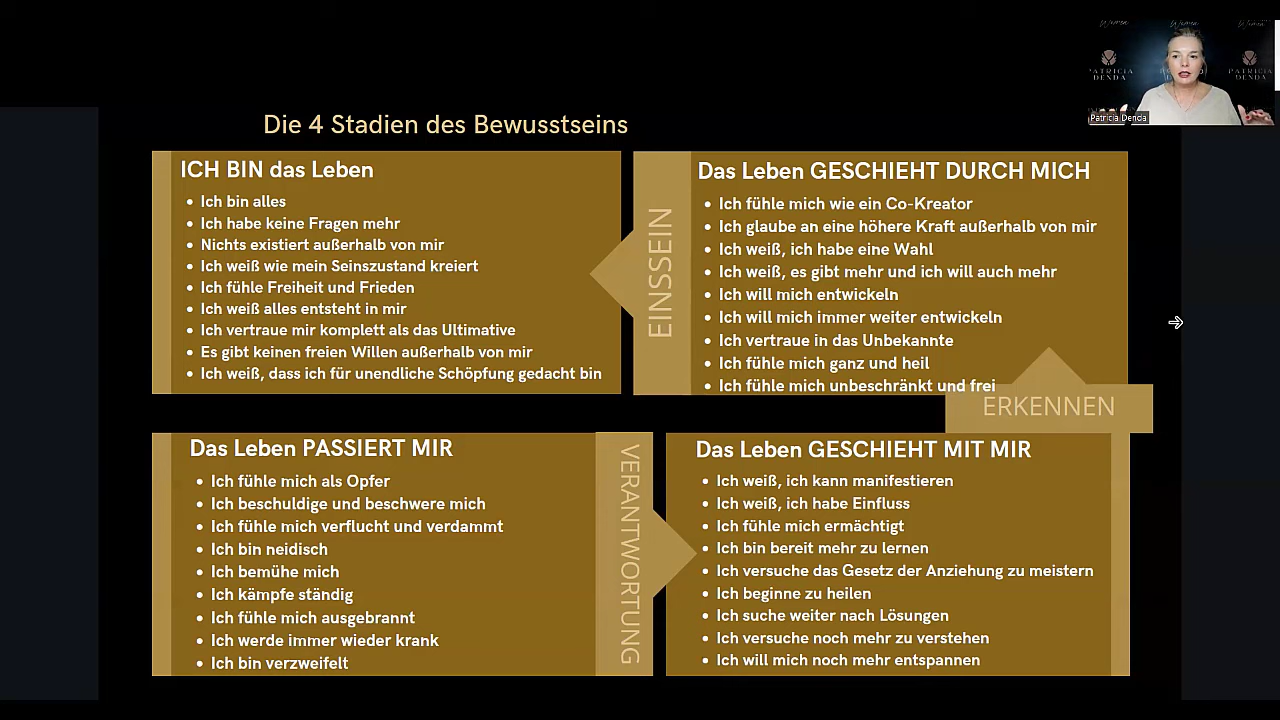 Women
Women
Women
PATRICIA
DENDA
PATRICIA
DENDA
Patricia Denda
Die 4 Stadien des Bewusstseins
ICH BIN das Leben
• Ich bin alles
• Ich habe keine Fragen mehr
• Nichts existiert außerhalb von mir
• Ich weiß wie mein Seinszustand kreiert
• Ich fühle Freiheit und Frieden
• Ich weiß alles entsteht in mir
• Ich vertraue mir komplett als das Ultimative
• Es gibt keinen freien Willen außerhalb von mir
• Ich weiß, dass ich für unendliche Schöpfung gedacht bin
EINSSEIN
Das Leben GESCHIEHT DURCH MICH
• Ich fühle mich wie ein Co-Kreator
• Ich glaube an eine höhere Kraft außerhalb von mir
• Ich weiß, ich habe eine Wahl
• Ich weiß, es gibt mehr und ich will auch mehr
• Ich will mich entwickeln
• Ich will mich immer weiter entwickeln
• Ich vertraue in das Unbekannte
• Ich fühle mich ganz und heil
• Ich fühle mich unbeschränkt und frei
ERKENNEN
Das Leben PASSIERT MIR
• Ich fühle mich als Opfer
• Ich beschuldige und beschwere mich
• Ich fühle mich verflucht und verdammt
• Ich bin neidisch
• Ich bemühe mich
• Ich kämpfe ständig
• Ich fühle mich ausgebrannt
• Ich werde immer wieder krank
• Ich bin verzweifelt
VERANTWORTUNG
Das Leben GESCHIEHT MIT MIR
• Ich weiß, ich kann manifestieren
• Ich weiß, ich habe Einfluss
• Ich fühle mich ermächtigt
• Ich bin bereit mehr zu lernen
• Ich versuche das Gesetz der Anziehung zu meistern
• Ich beginne zu heilen
• Ich suche weiter nach Lösungen
• Ich versuche noch mehr zu verstehen
• Ich will mich noch mehr entspannen